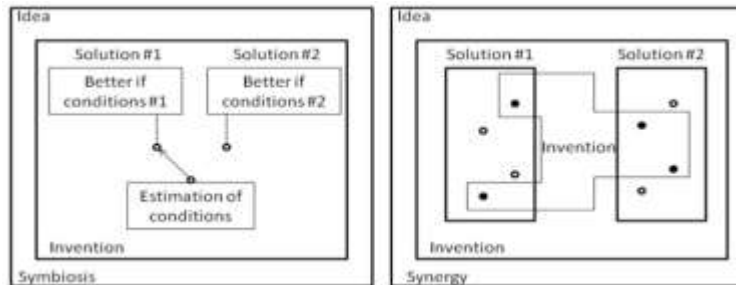 Idea
Solution #1
Solution #2
Better if
conditions #1
Better if
conditions #2
Estimation of
conditions
Invention
Symbiosis
Idea
Solution #1
Solution #2
Invention
Invention
Synergy